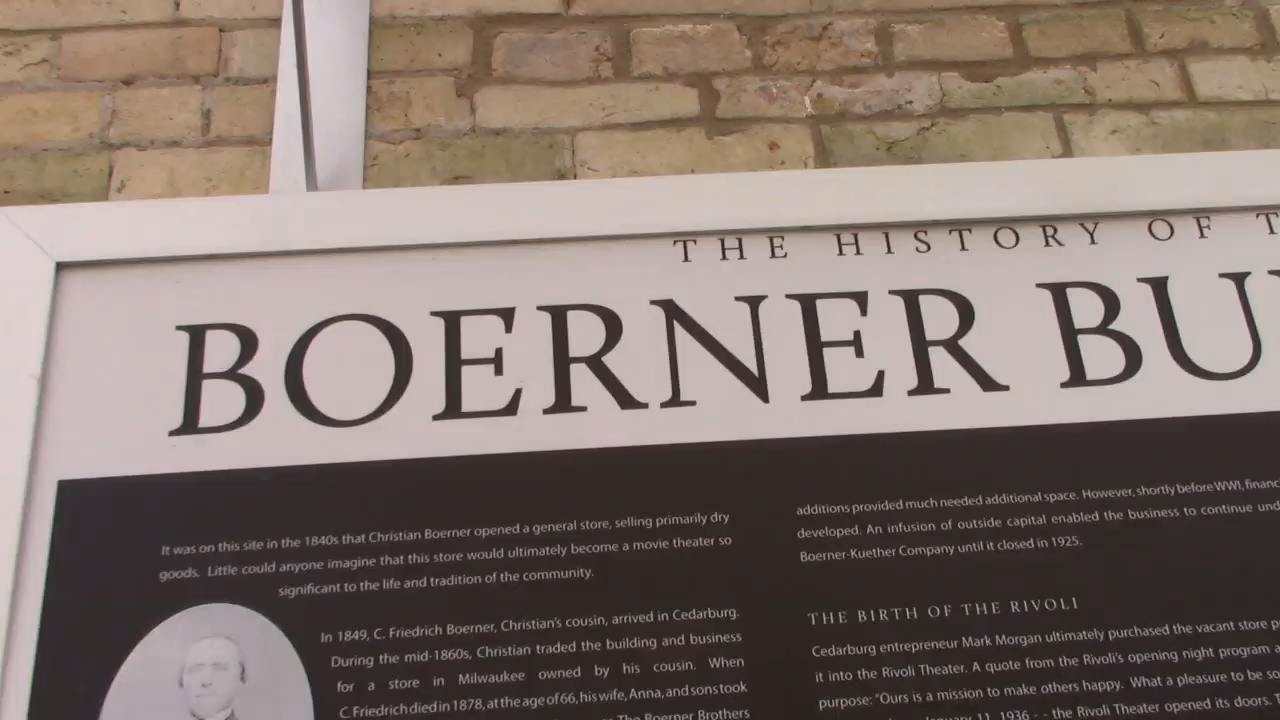 THE HISTORY OF T
BOERNER BU
It was on this site in the 1840s that Christian Boerner opened a general store, selling primarily dry
goods. Little could anyone imagine that this store would ultimately become a movie theater so
significant to the life and tradition of the community.
In 1849, C. Friedrich Boerner, Christian's cousin, arrived in Cedarburg.
During the mid-1860s, Christian traded the building and business
for a store in Milwaukee owned by his cousin. When
C. Friedrich died in 1878, at the age of 66, his wife, Anna, and sons took
The Boerner Brothers
additions provided much needed additional space. However, shortly before WWI, financ
developed. An infusion of outside capital enabled the business to continue und
Boerner-Kuether Company until it closed in 1925.
THE BIRTH OF THE RIVOLI
Cedarburg entrepreneur Mark Morgan ultimately purchased the vacant store p
it into the Rivoli Theater. A quote from the Rivoli's opening night program a
purpose: "Ours is a mission to make others happy. What a pleasure to be so
January 11, 1936 - - the Rivoli Theater opened its doors.